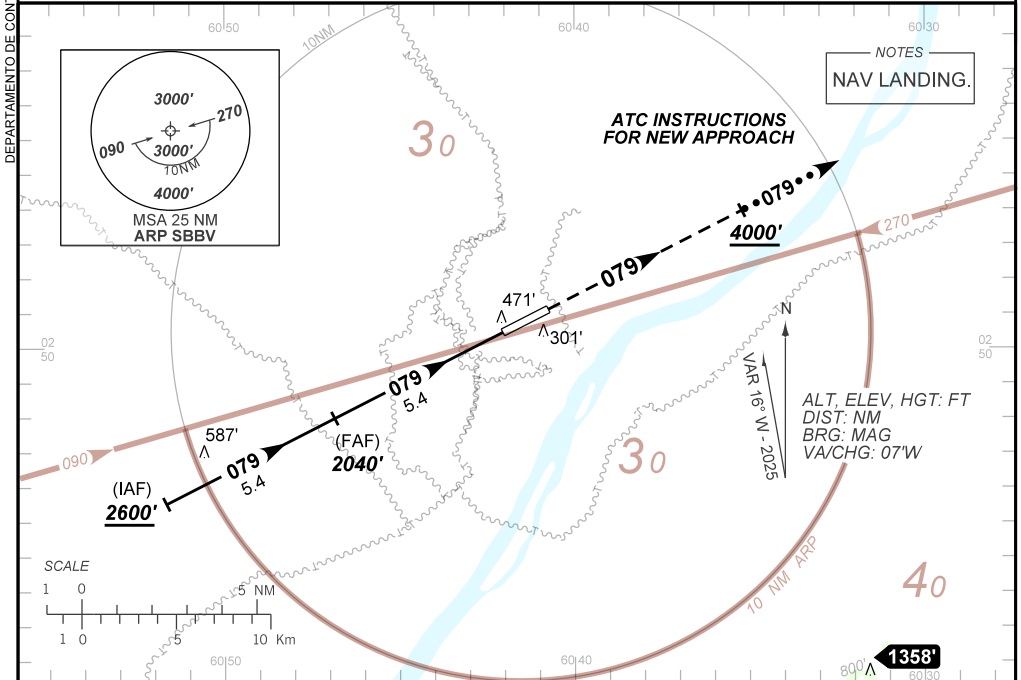 DEPARTAMENTO DE CON
60 50
60 40
60 30
10NM
3000'
090
270
3000'
10NM
4000'
MSA 25 NM
ARP SBBV
NOTES
NAV LANDING.
ATC INSTRUCTIONS
FOR NEW APPROACH
30
079
4000'
270
079
471'
301'
N
VAR 16° W - 2025
02
50
02
50
ALT, ELEV, HGT: FT
DIST: NM
BRG: MAG
VA/CHG: 07'W
079
5.4
(FAF)
2040'
587'
090
079
5.4
(IAF)
2600'
30
10 NM ARP
40
SCALE
1 0 5 NM
1 0 5 10 Km
60 50
60 40
60 30
800'
1358'